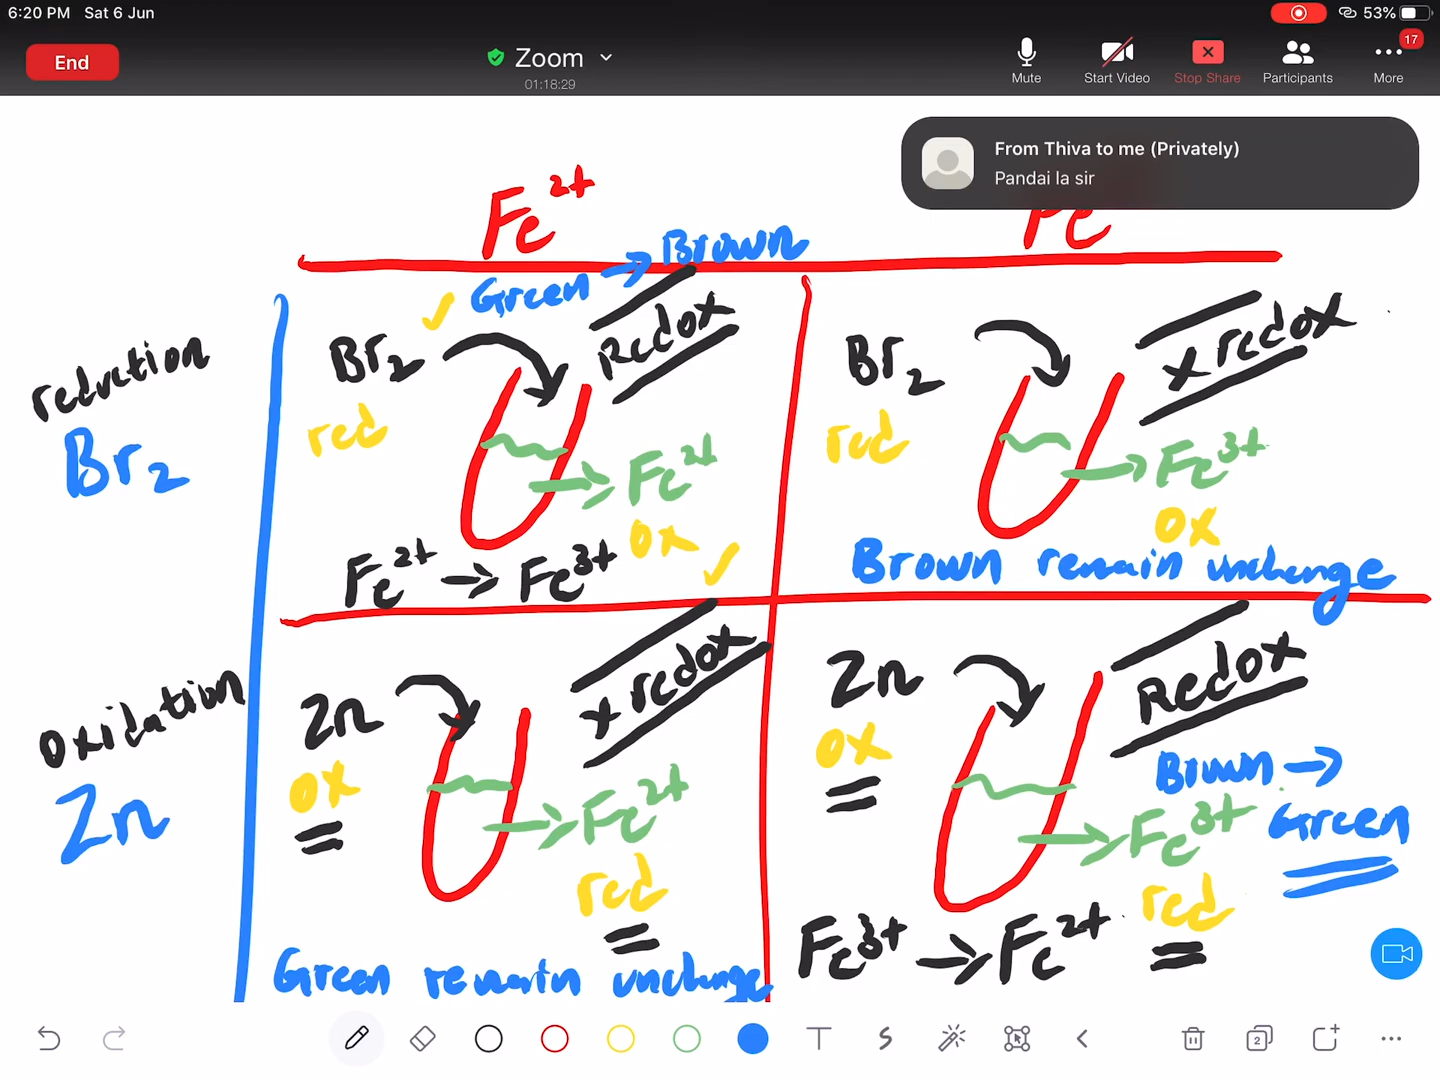 6:20 PM Sat 6 Jun
53%
End
Zoom
01:18:29
Mute
Start Video
Stop Share
Participants
17
More
From Thiva to me (Privately)
Pandai la sir
Fe2+
Fe
Green → Brown
reduction
Br2
Br2
red
Redox
→ Fe2+
ox
Fe2+ → Fe3+
Br2
red
x redox
→ Fe3+
ox
Brown remain unchange
oxidation
Zn
Zn
ox
x redox
→ Fe2+
red
Green remain unchange
Zn
ox
Redox
Brown →
Green
→ Fe3+
red
Fe3+ → Fe2+
T
2